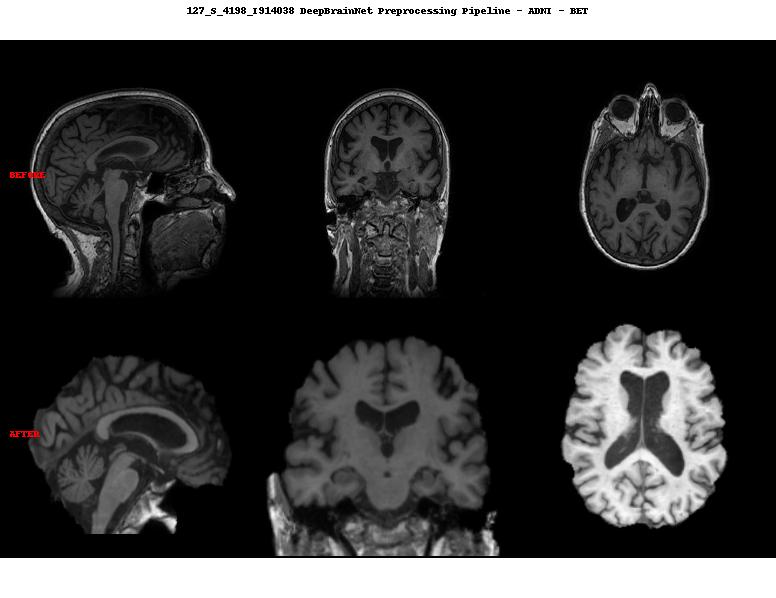 127_S_4198_I914038 DeepBrainNet Preprocessing Pipeline - ADNI - BET
BEFORE
AFTER